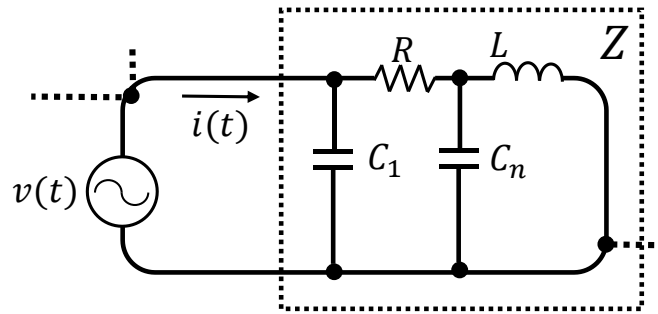 R L Z
i(t)
C₁ Cₙ
v(t)